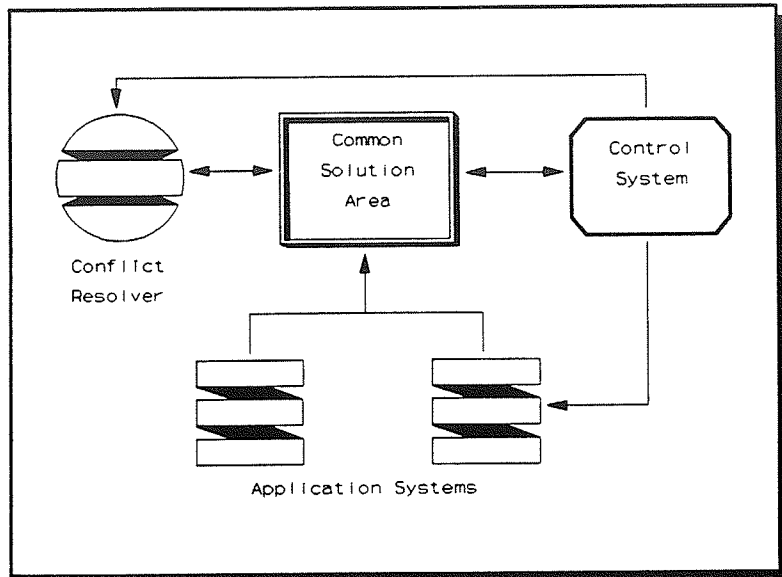 Common
Solution
Area
Control
System
Conflict
Resolver
Application Systems